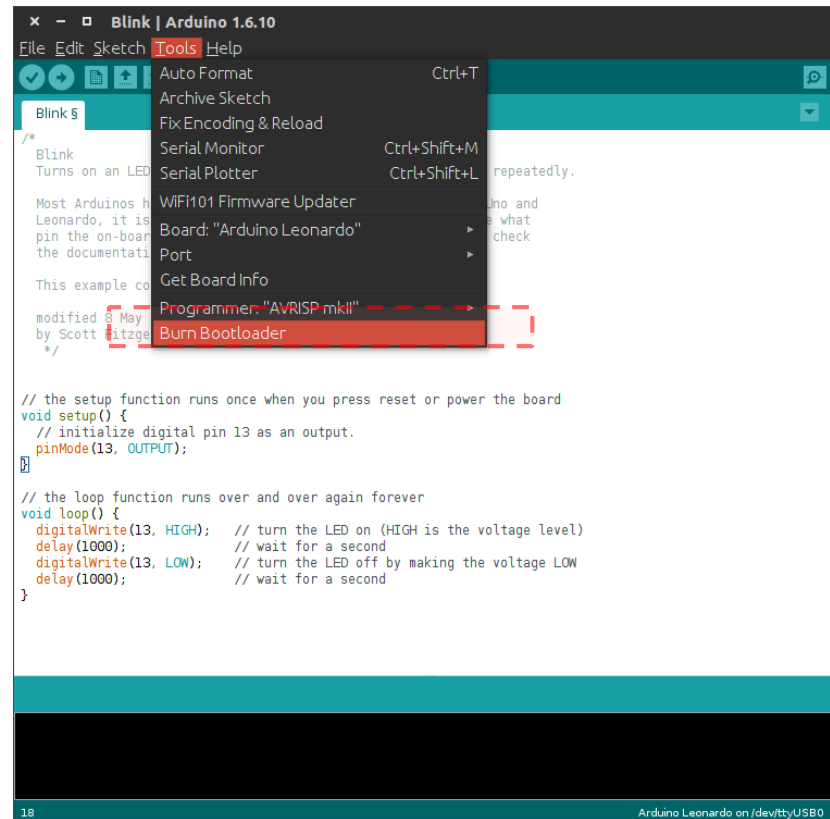 Blink | Arduino 1.6.10
File Edit Sketch Tools Help
Auto Format Ctrl+T
Archive Sketch
Fix Encoding & Reload
Serial Monitor Ctrl+Shift+M
Serial Plotter Ctrl+Shift+L
WiFi101 Firmware Updater
Board: "Arduino Leonardo"
Port
Get Board Info
Programmer: "AVRISP mkII"
Burn Bootloader
Blink §
/*
Blink
Turns on an LED repeatedly.
Most Arduinos h Uno and
Leonardo, it is what
pin the on-boar check
the documentati
This example co
modified 8 May
by Scott Fitzge
*/
// the setup function runs once when you press reset or power the board
void setup() {
// initialize digital pin 13 as an output.
pinMode(13, OUTPUT);
}
// the loop function runs over and over again forever
void loop() {
digitalWrite(13, HIGH); // turn the LED on (HIGH is the voltage level)
delay(1000); // wait for a second
digitalWrite(13, LOW); // turn the LED off by making the voltage LOW
delay(1000); // wait for a second
}
18 Arduino Leonardo on /dev/ttyUSB0